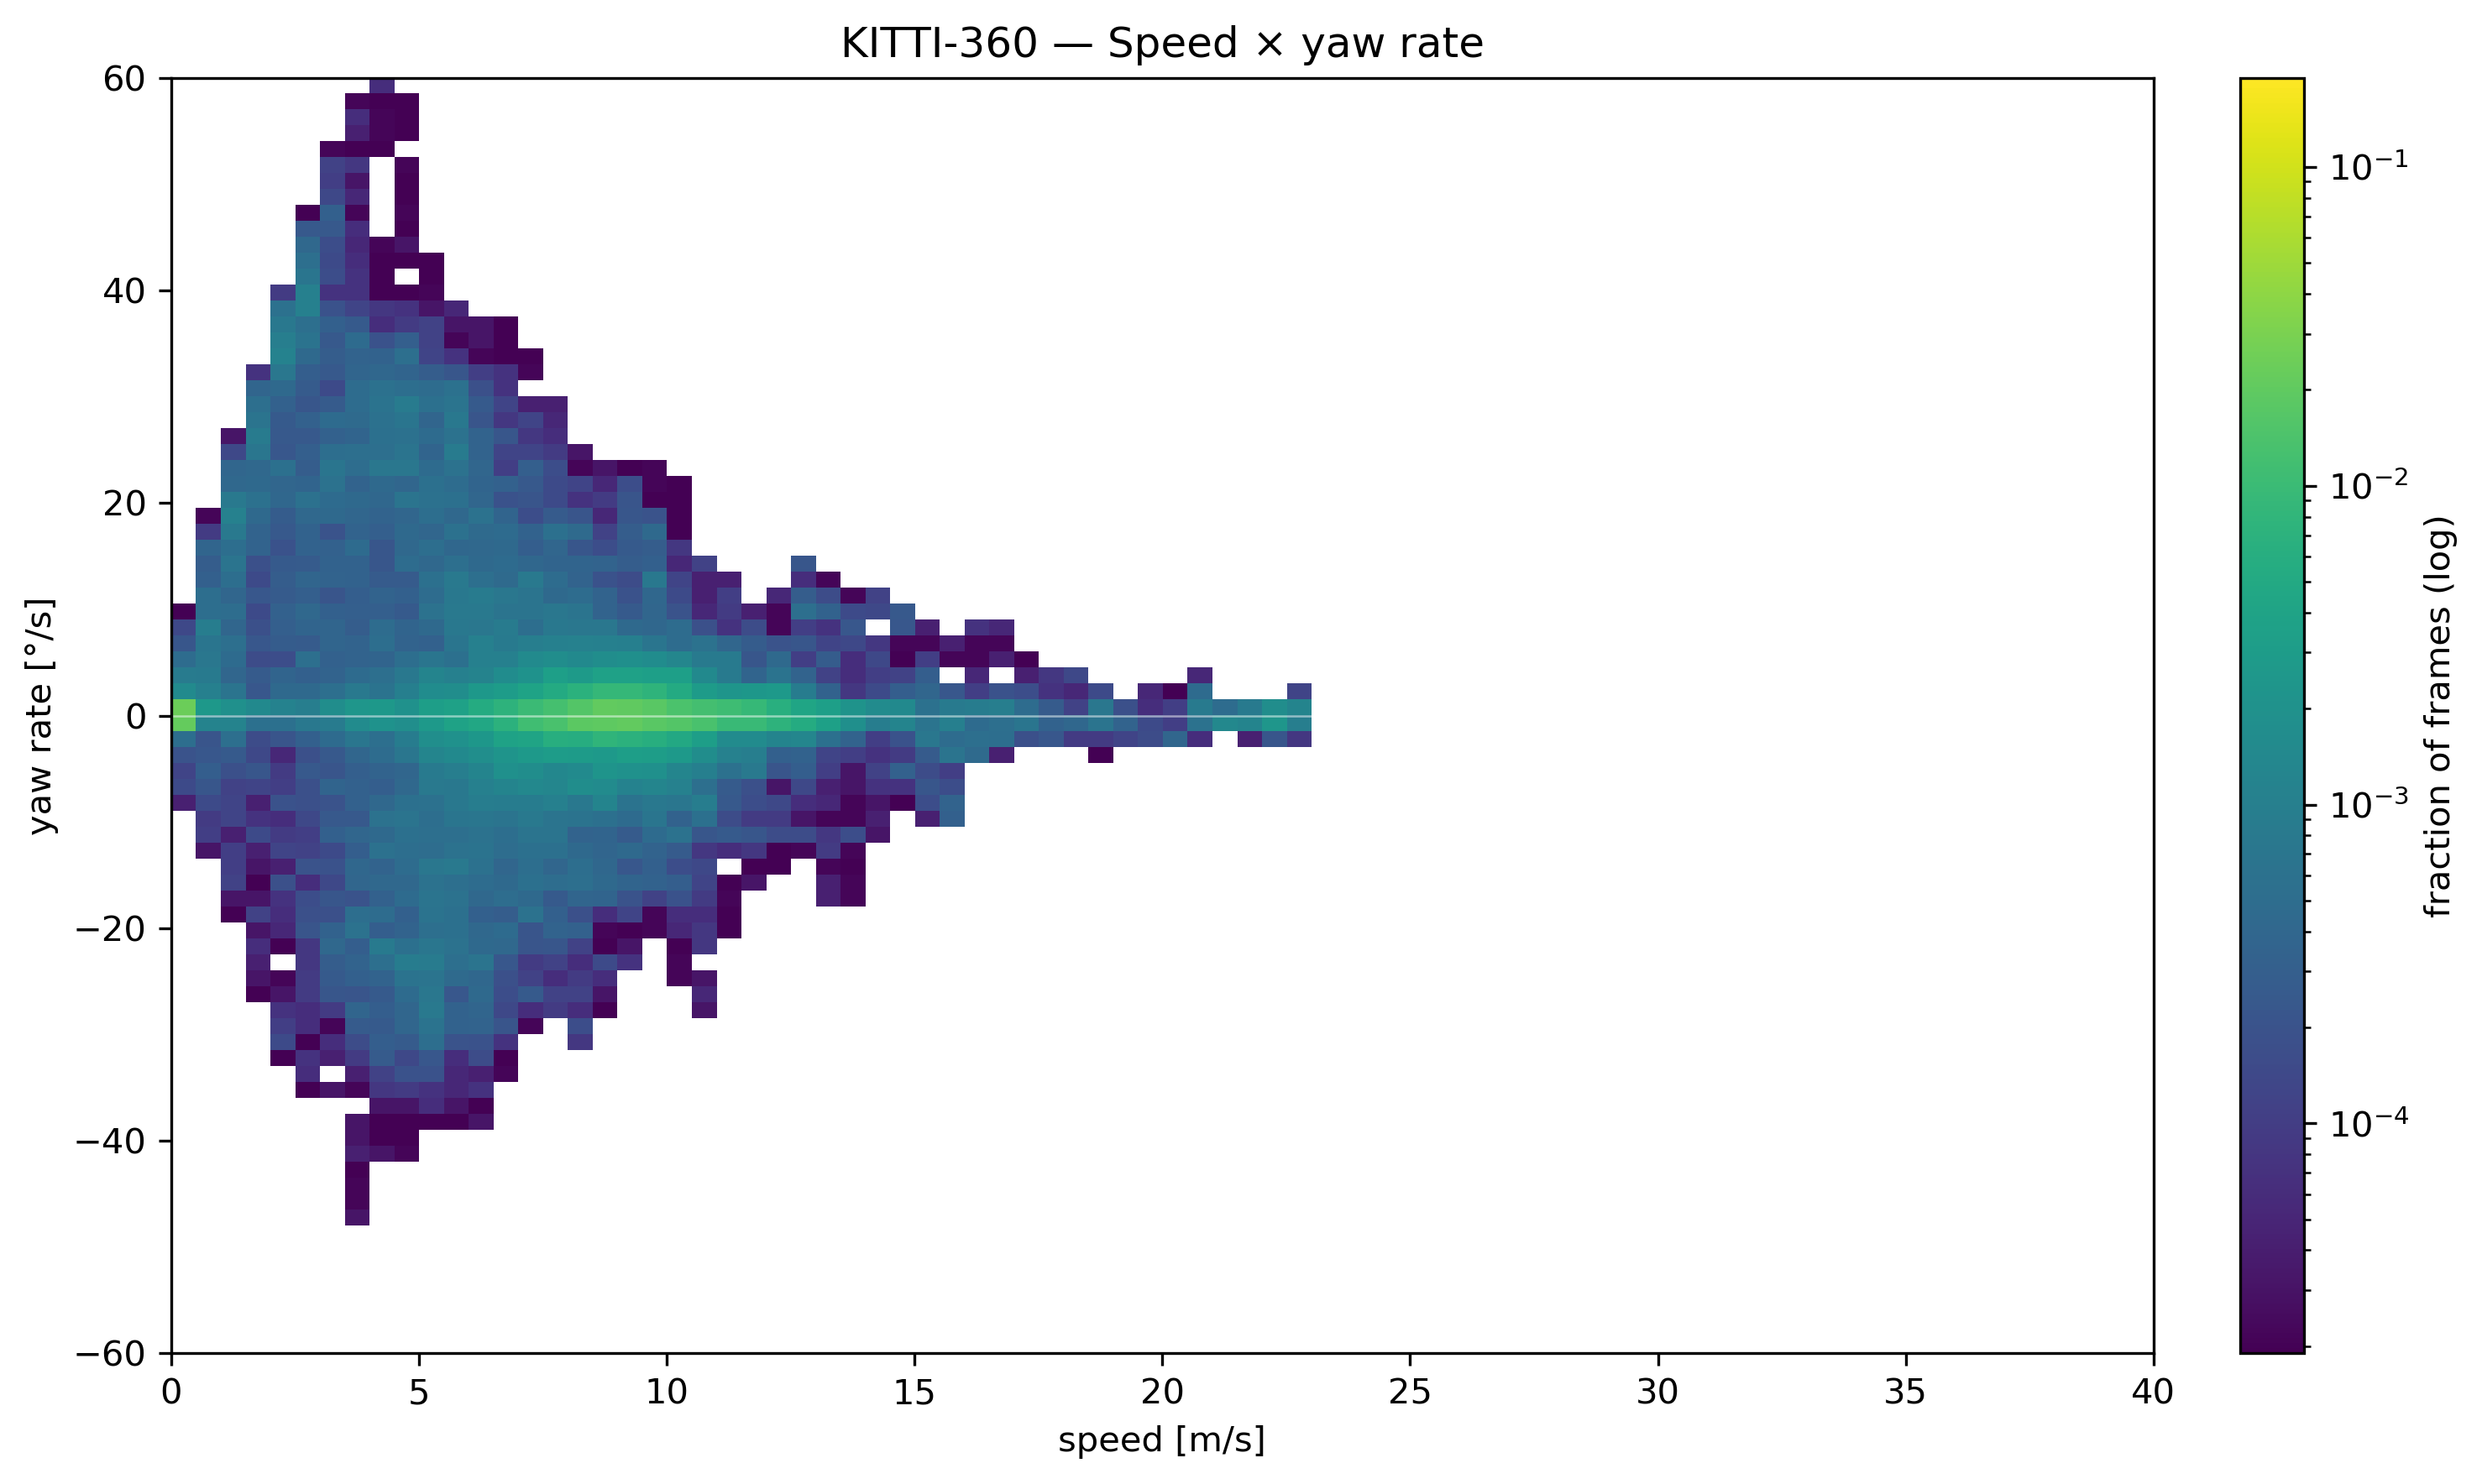 KITTI-360 — Speed × yaw rate
60
40
20
0
−20
−40
−60
yaw rate [°/s]
0 5 10 15 20 25 30 35 40
speed [m/s]
10⁻¹
10⁻²
10⁻³
10⁻⁴
fraction of frames (log)